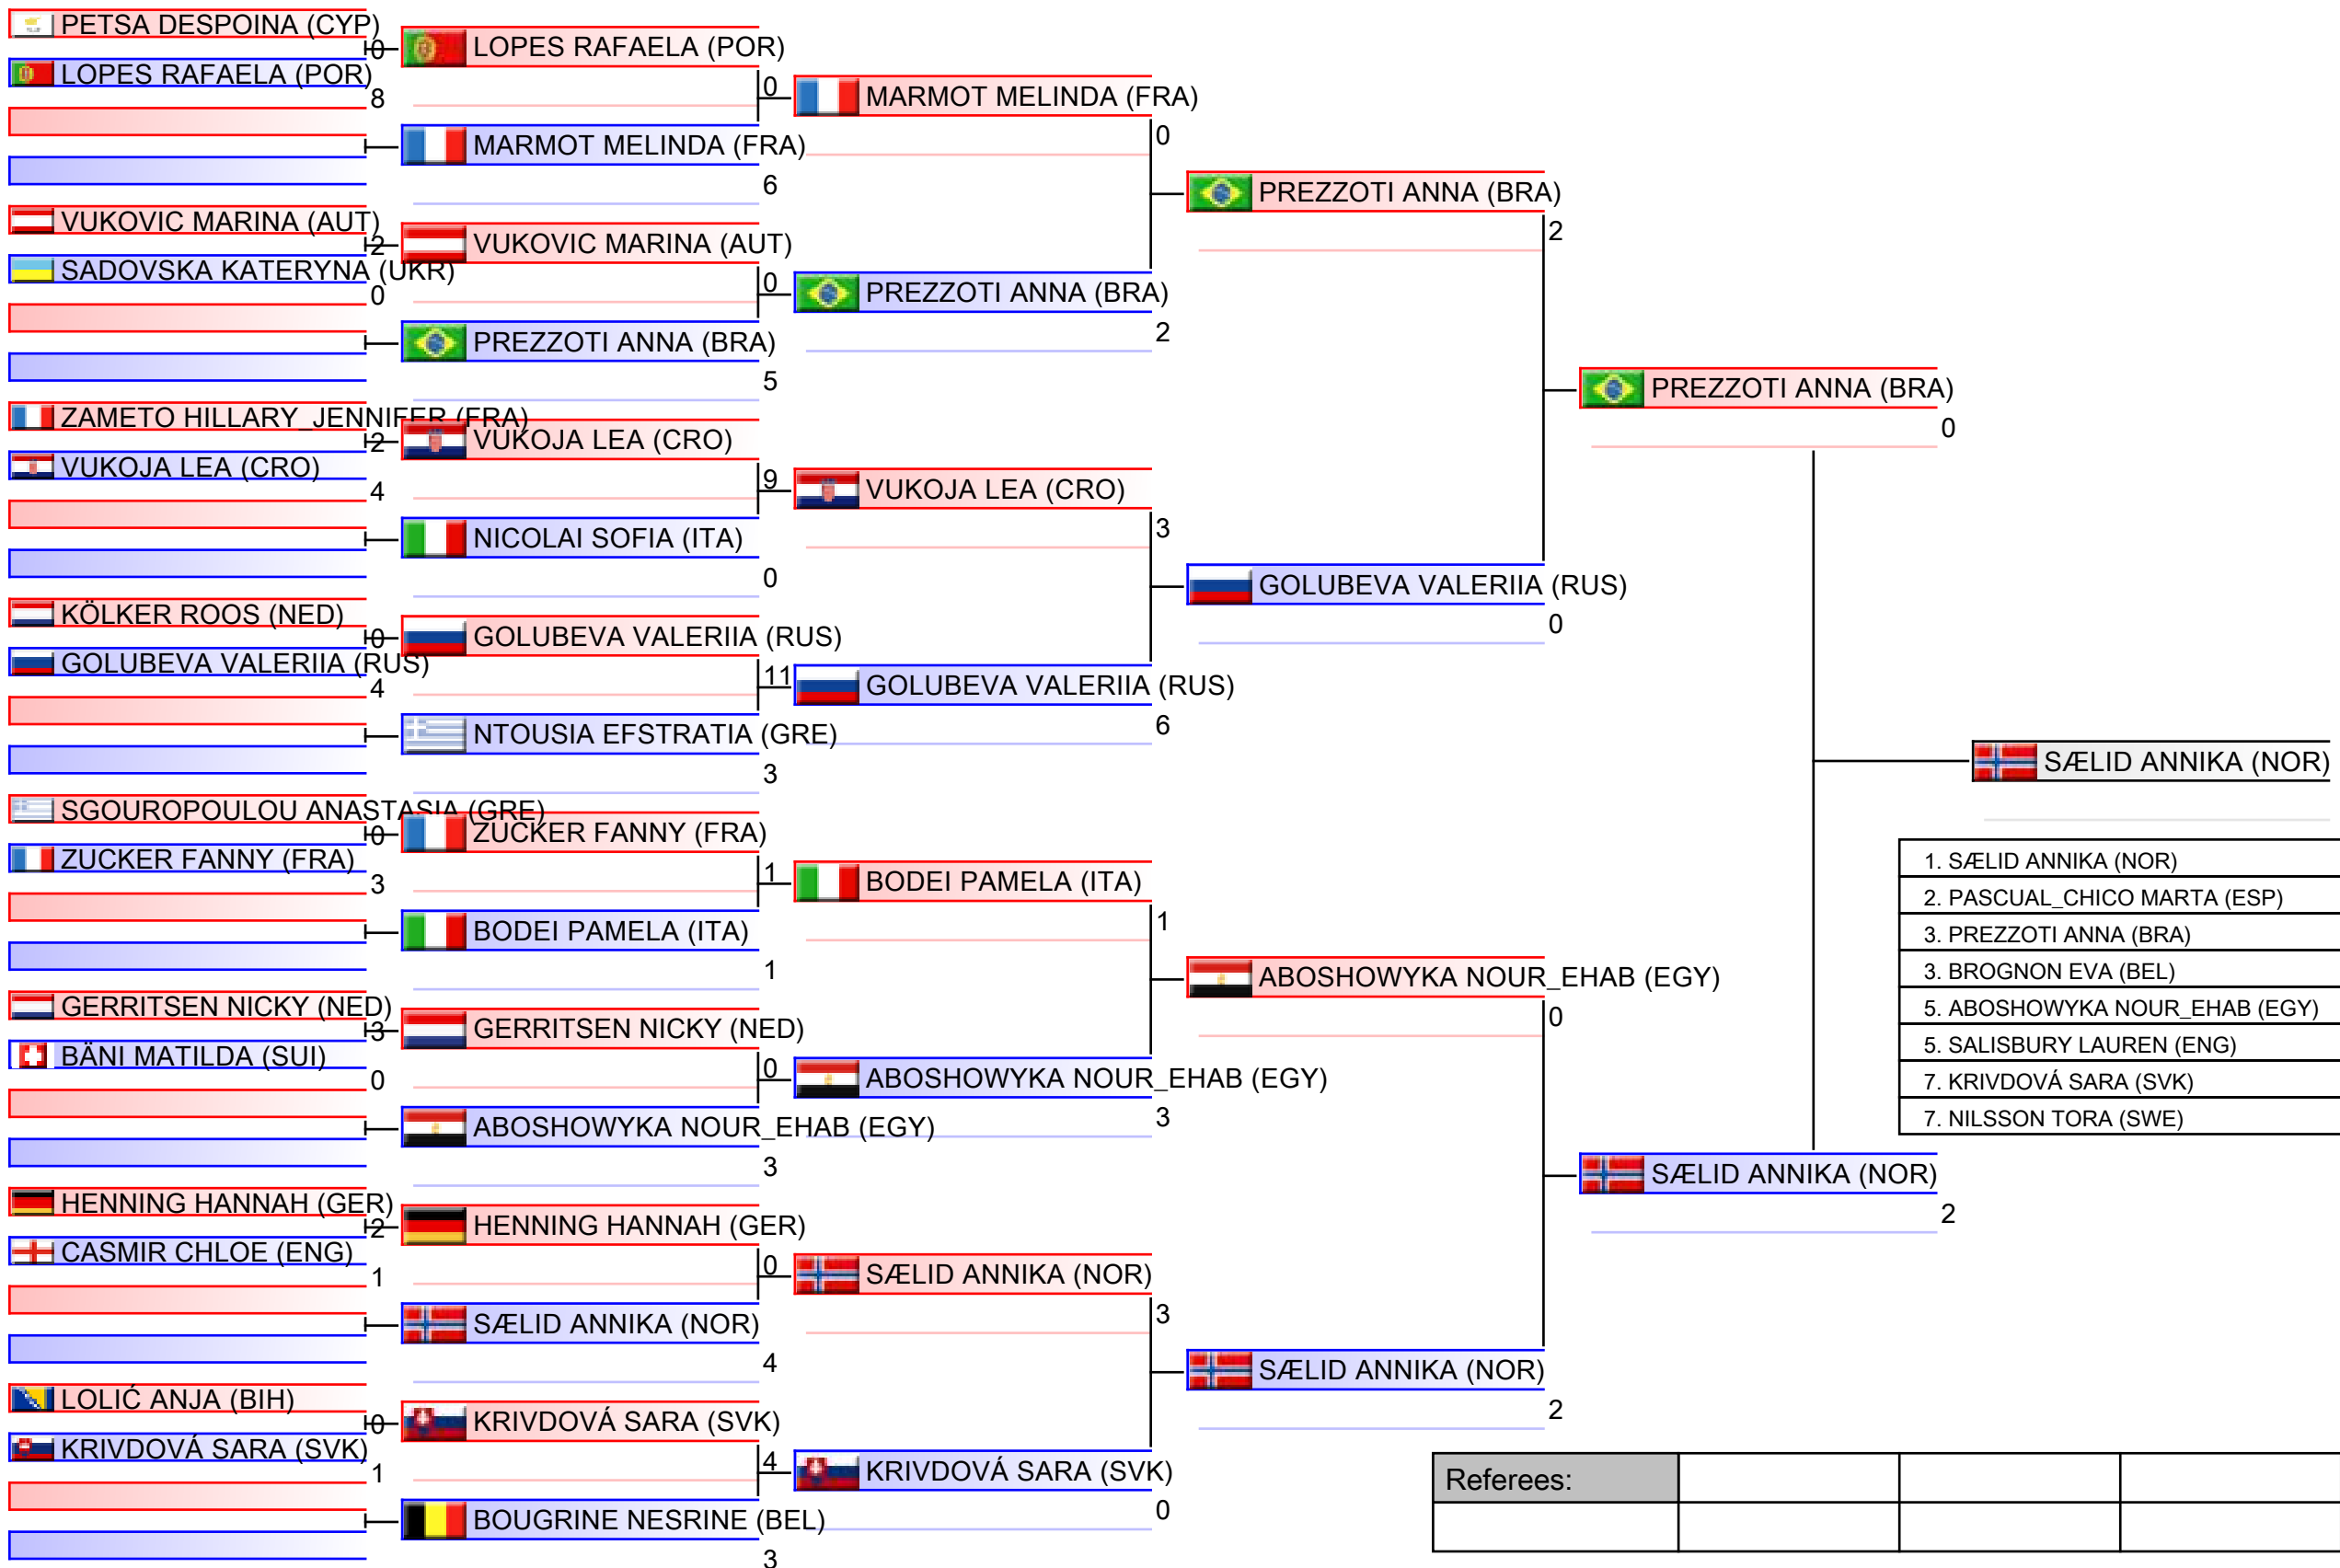 PETSA DESPOINA (CYP)
0
LOPES RAFAELA (POR)
8
VUKOVIC MARINA (AUT)
2
SADOVSKA KATERYNA (UKR)
0
ZAMETO HILLARY_JENNIFER (FRA)
2
VUKOJA LEA (CRO)
4
KÖLKER ROOS (NED)
0
GOLUBEVA VALERIIA (RUS)
4
SGOUROPOULOU ANASTASIA (GRE)
0
ZUCKER FANNY (FRA)
3
GERRITSEN NICKY (NED)
3
BÄNI MATILDA (SUI)
0
HENNING HANNAH (GER)
2
CASMIR CHLOE (ENG)
1
LOLIĆ ANJA (BIH)
0
KRIVDOVÁ SARA (SVK)
1
LOPES RAFAELA (POR)
0
MARMOT MELINDA (FRA)
6
VUKOVIC MARINA (AUT)
0
PREZZOTI ANNA (BRA)
5
VUKOJA LEA (CRO)
9
NICOLAI SOFIA (ITA)
0
GOLUBEVA VALERIIA (RUS)
11
NTOUSIA EFSTRATIA (GRE)
3
ZUCKER FANNY (FRA)
1
BODEI PAMELA (ITA)
1
GERRITSEN NICKY (NED)
0
ABOSHOWYKA NOUR_EHAB (EGY)
3
HENNING HANNAH (GER)
0
SÆLID ANNIKA (NOR)
4
KRIVDOVÁ SARA (SVK)
4
BOUGRINE NESRINE (BEL)
3
MARMOT MELINDA (FRA)
0
PREZZOTI ANNA (BRA)
2
VUKOJA LEA (CRO)
3
GOLUBEVA VALERIIA (RUS)
6
BODEI PAMELA (ITA)
1
ABOSHOWYKA NOUR_EHAB (EGY)
3
SÆLID ANNIKA (NOR)
3
KRIVDOVÁ SARA (SVK)
0
PREZZOTI ANNA (BRA)
2
GOLUBEVA VALERIIA (RUS)
0
ABOSHOWYKA NOUR_EHAB (EGY)
0
SÆLID ANNIKA (NOR)
2
PREZZOTI ANNA (BRA)
0
SÆLID ANNIKA (NOR)
2
SÆLID ANNIKA (NOR)
1. SÆLID ANNIKA (NOR)
2. PASCUAL_CHICO MARTA (ESP)
3. PREZZOTI ANNA (BRA)
3. BROGNON EVA (BEL)
5. ABOSHOWYKA NOUR_EHAB (EGY)
5. SALISBURY LAUREN (ENG)
7. KRIVDOVÁ SARA (SVK)
7. NILSSON TORA (SWE)
Referees: